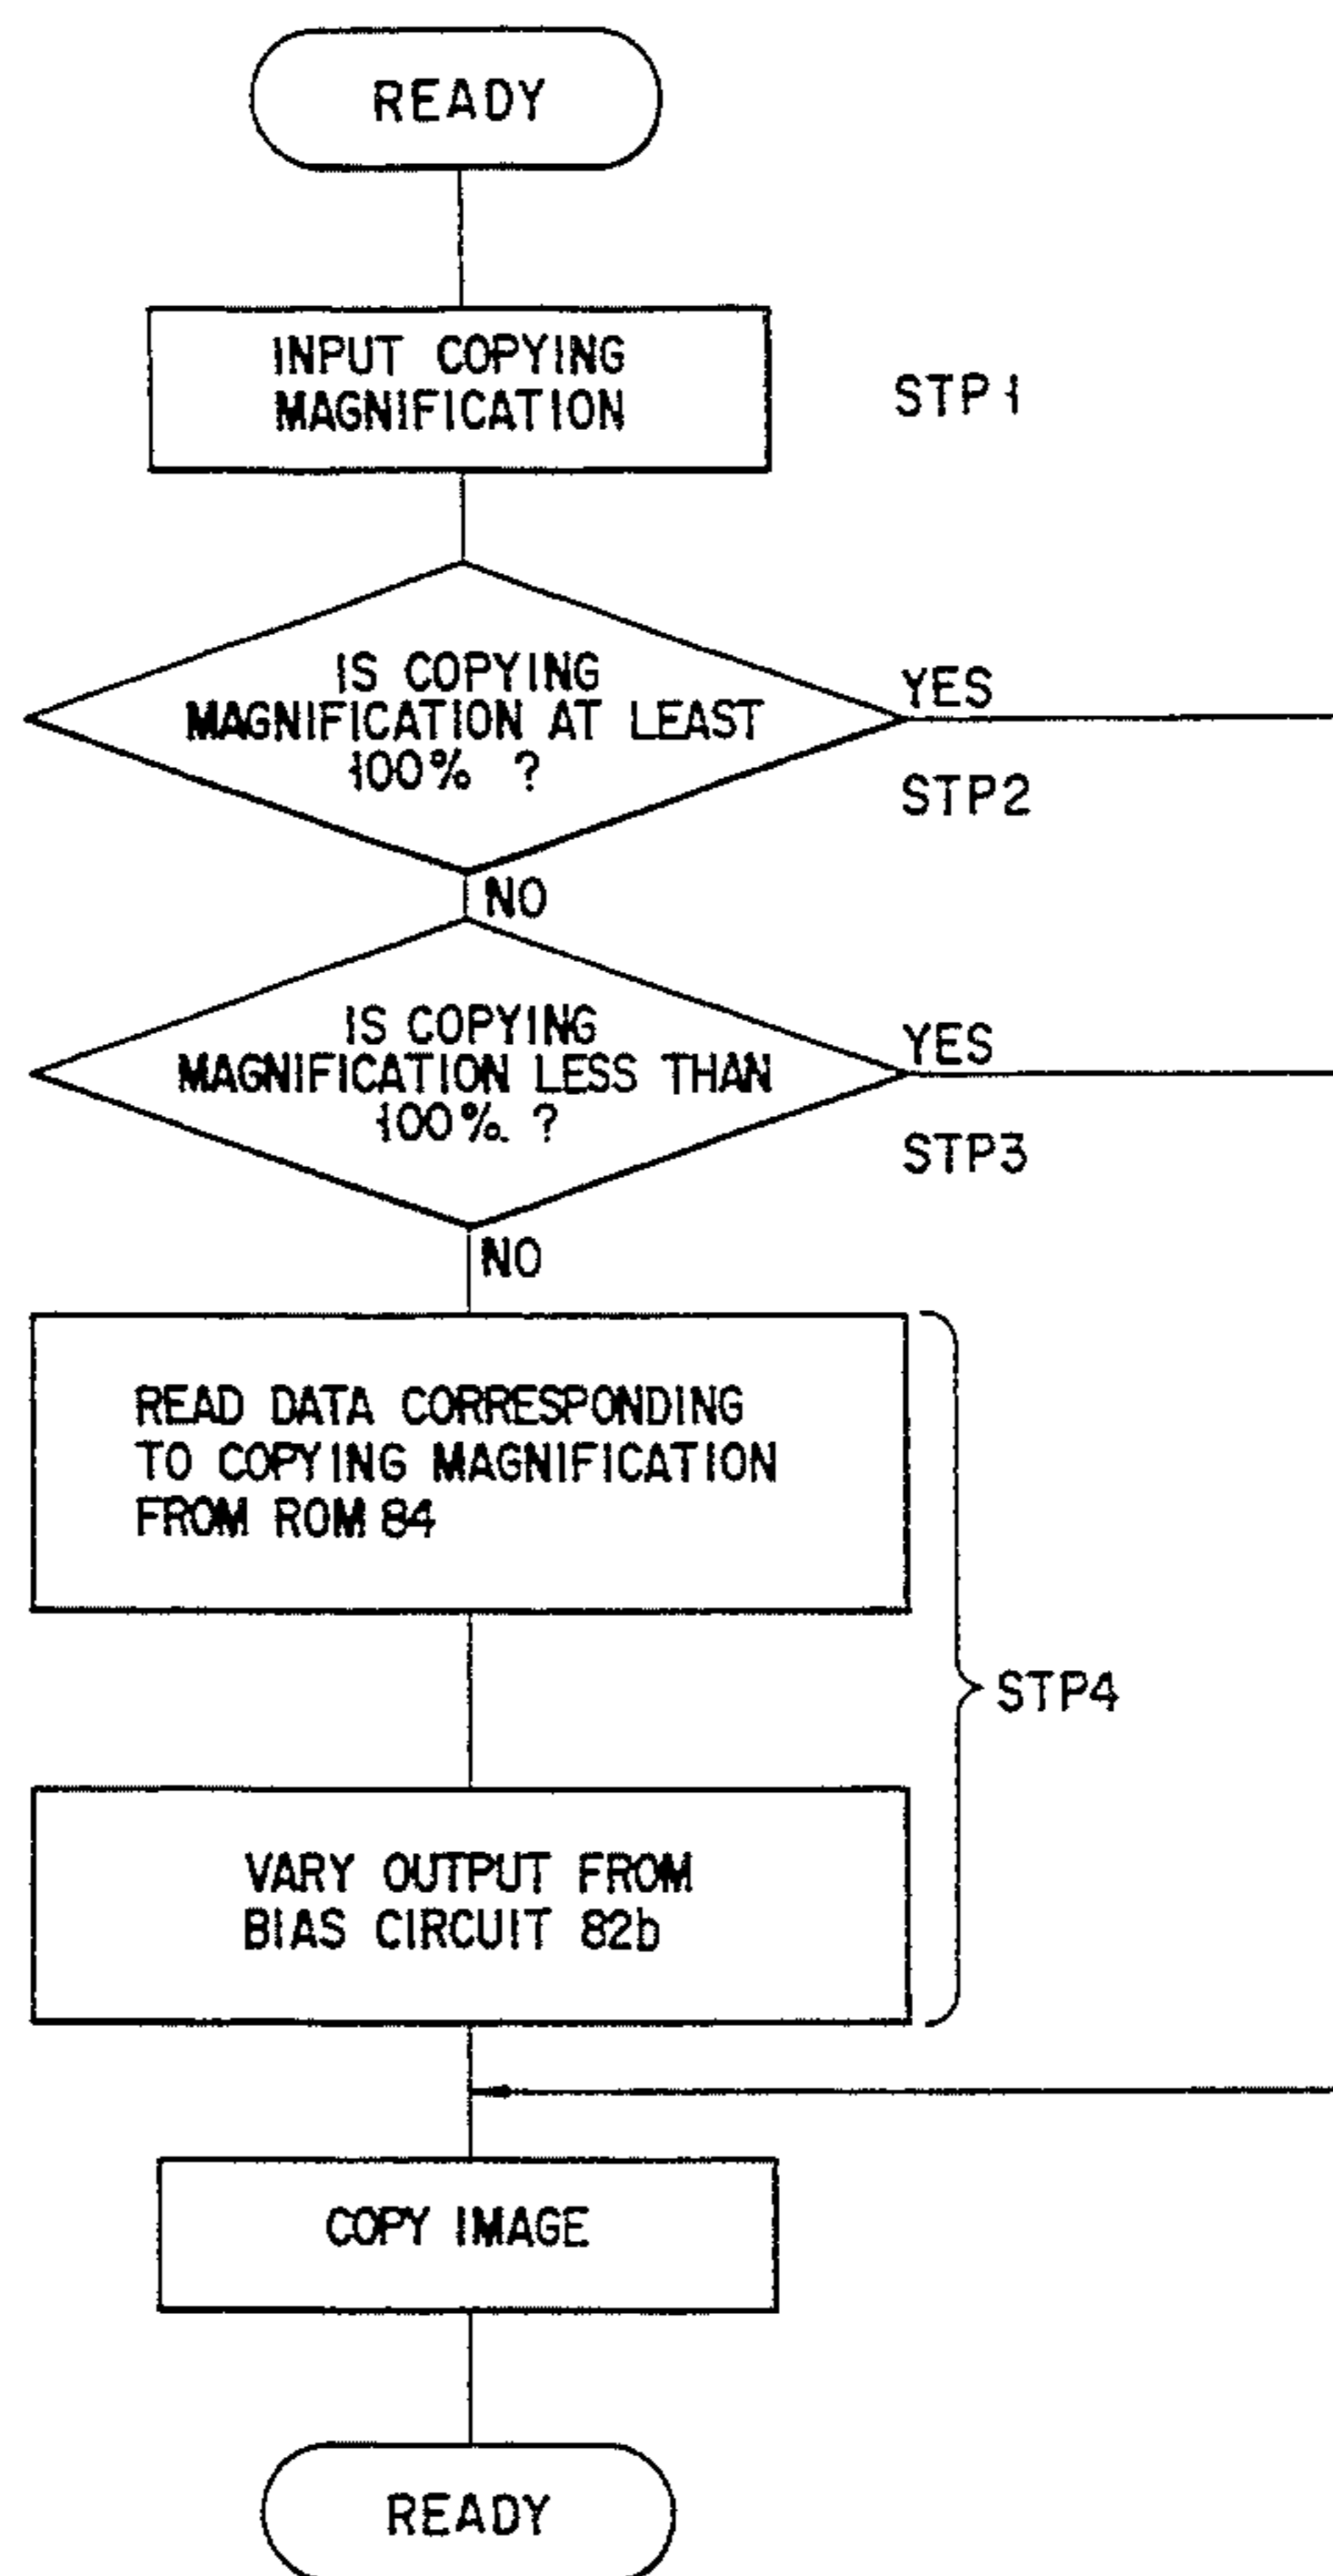 READY
INPUT COPYING
MAGNIFICATION
STP1
IS COPYING
MAGNIFICATION AT LEAST
100% ?
YES
STP2
NO
IS COPYING
MAGNIFICATION LESS THAN
100%. ?
YES
STP3
NO
READ DATA CORRESPONDING
TO COPYING MAGNIFICATION
FROM ROM 84
STP4
VARY OUTPUT FROM
BIAS CIRCUIT 82b
COPY IMAGE
READY